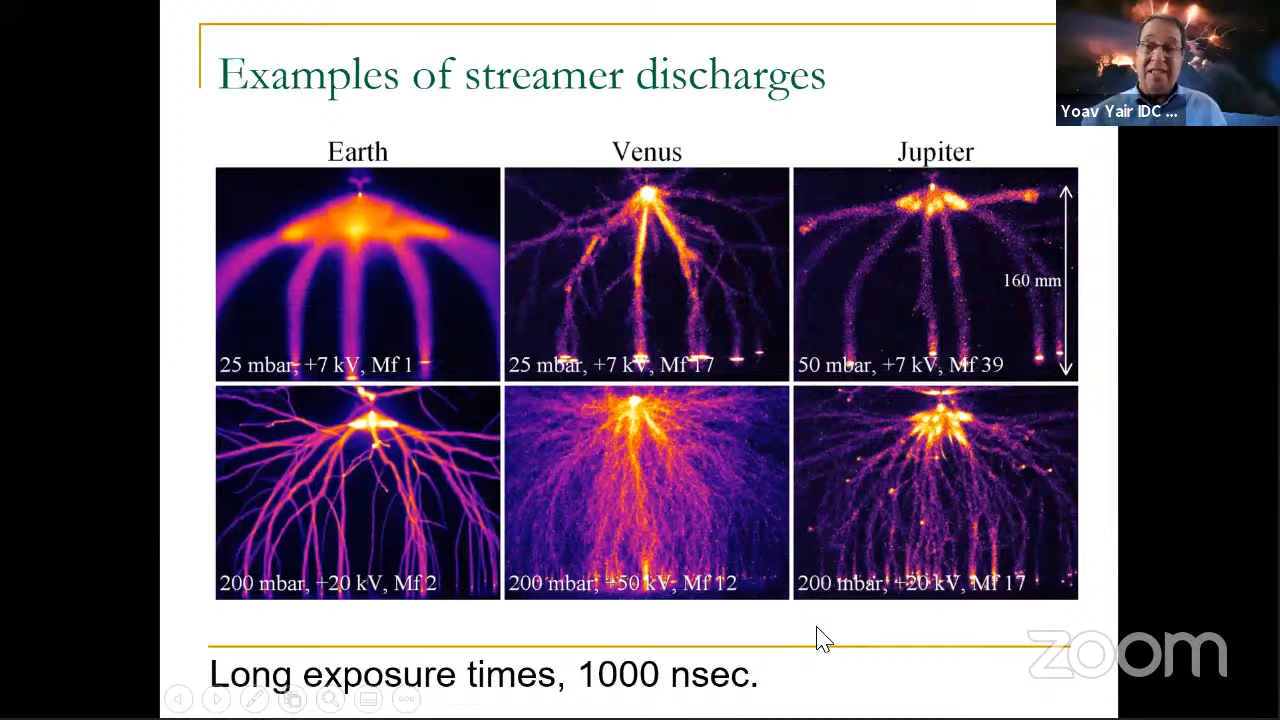 Examples of streamer discharges
Yoav Yair IDC ...
Earth
Venus
Jupiter
160 mm
25 mbar, +7 kV, Mf 1
25 mbar, +7 kV, Mf 17
50 mbar, +7 kV, Mf 39
200 mbar, +20 kV, Mf 2
200 mbar, +50 kV, Mf 12
200 mbar, +20 kV, Mf 17
zoom
Long exposure times, 1000 nsec.